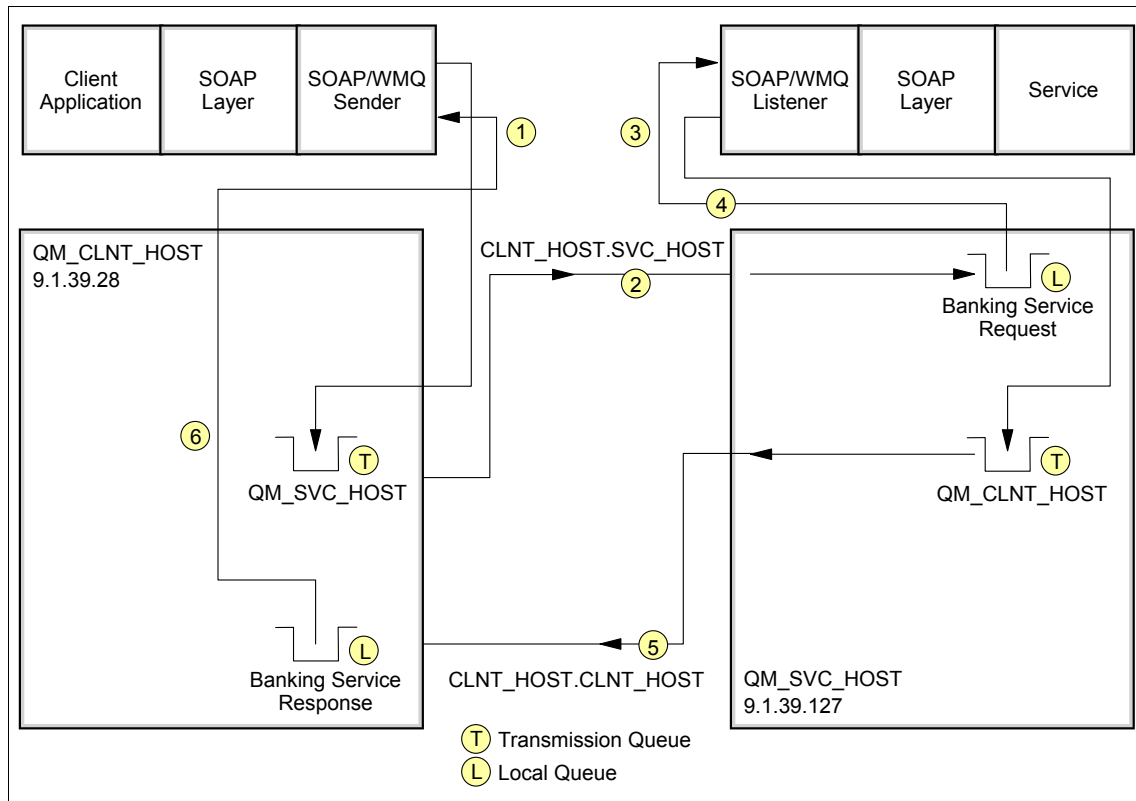 Client
Application
SOAP
Layer
SOAP/WMQ
Sender
SOAP/WMQ
Listener
SOAP
Layer
Service
1
3
4
QM_CLNT_HOST
9.1.39.28
CLNT_HOST.SVC_HOST
2
L
Banking Service
Request
6
T
QM_SVC_HOST
T
QM_CLNT_HOST
L
Banking Service
Response
5
CLNT_HOST.CLNT_HOST
QM_SVC_HOST
9.1.39.127
T Transmission Queue
L Local Queue